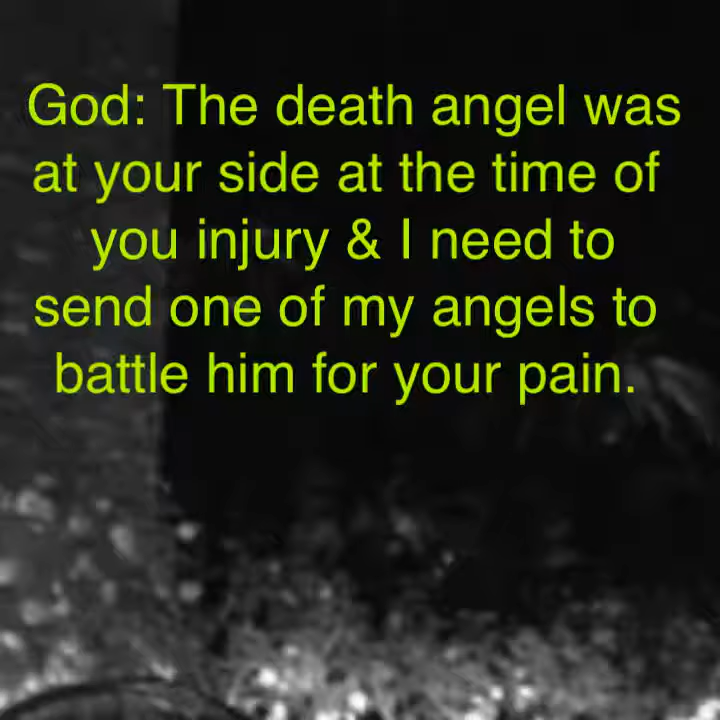 God: The death angel was
at your side at the time of
you injury & I need to
send one of my angels to
battle him for your pain.